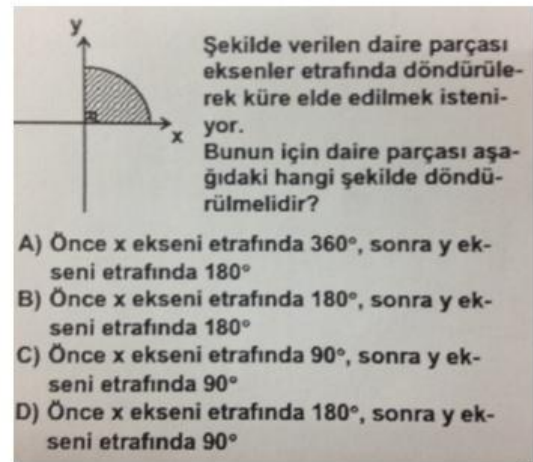 y
x
Şekilde verilen daire parçası
eksenler etrafında döndürüle-
rek küre elde edilmek isteni-
yor.
Bunun için daire parçası aşa-
ğıdaki hangi şekilde döndü-
rülmelidir?
A) Önce x ekseni etrafında 360°, sonra y ek-
seni etrafında 180°
B) Önce x ekseni etrafında 180°, sonra y ek-
seni etrafında 180°
C) Önce x ekseni etrafında 90°, sonra y ek-
seni etrafında 90°
D) Önce x ekseni etrafında 180°, sonra y ek-
seni etrafında 90°